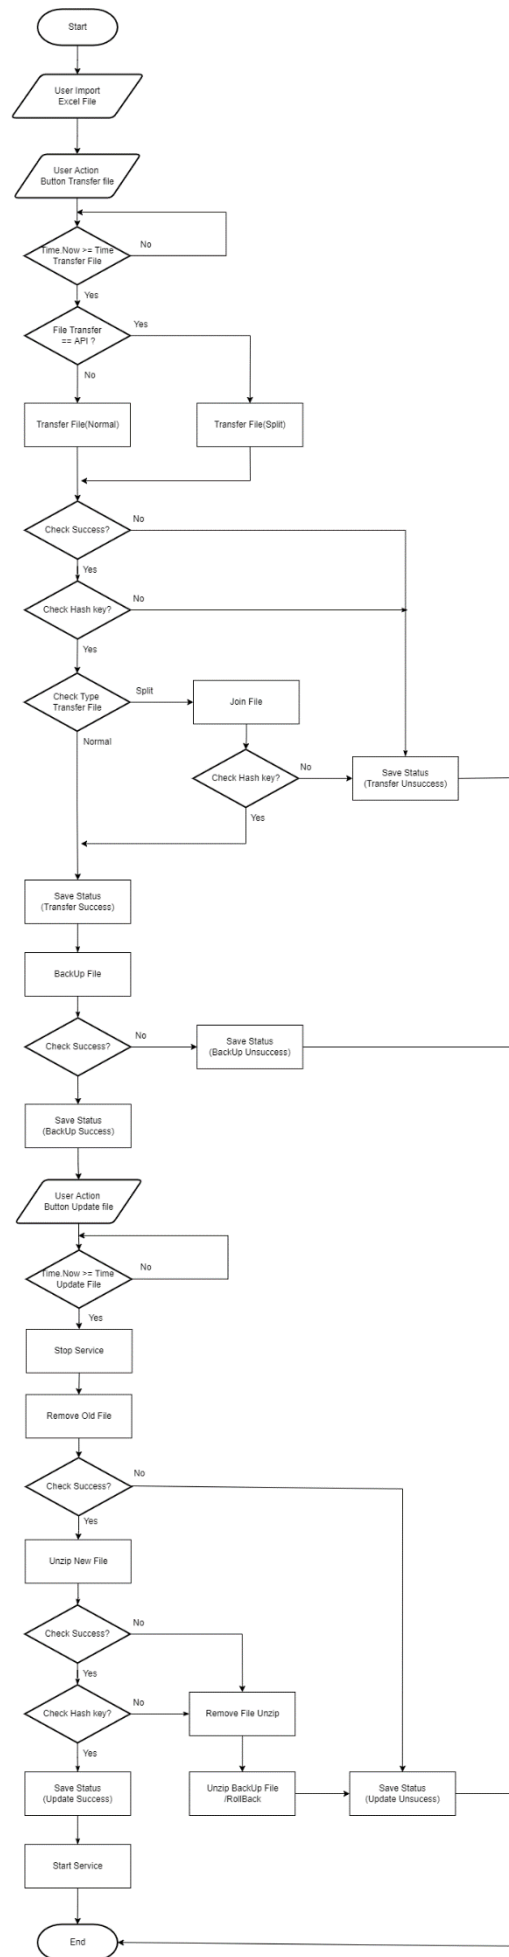 Start
User Import
Excel File
User Action
Button Transfer file
Time.Now >= Time
Transfer File
No
Yes
File Transfer
== API ?
Yes
No
Transfer File(Normal)
Transfer File(Split)
Check Success?
No
Yes
Check Hash key?
No
Yes
Check Type
Transfer File
Split
Join File
Normal
Check Hash key?
No
Save Status
(Transfer Unsuccess)
Yes
Save Status
(Transfer Success)
BackUp File
Check Success?
No
Save Status
(BackUp Unsuccess)
Save Status
(BackUp Success)
User Action
Button Update file
Time.Now >= Time
Update File
No
Yes
Stop Service
Remove Old File
Check Success?
No
Yes
Unzip New File
Check Success?
No
Yes
Check Hash key?
No
Remove File Unzip
Yes
Save Status
(Update Success)
Unzip BackUp File
/RollBack
Save Status
(Update Unsucess)
Start Service
End